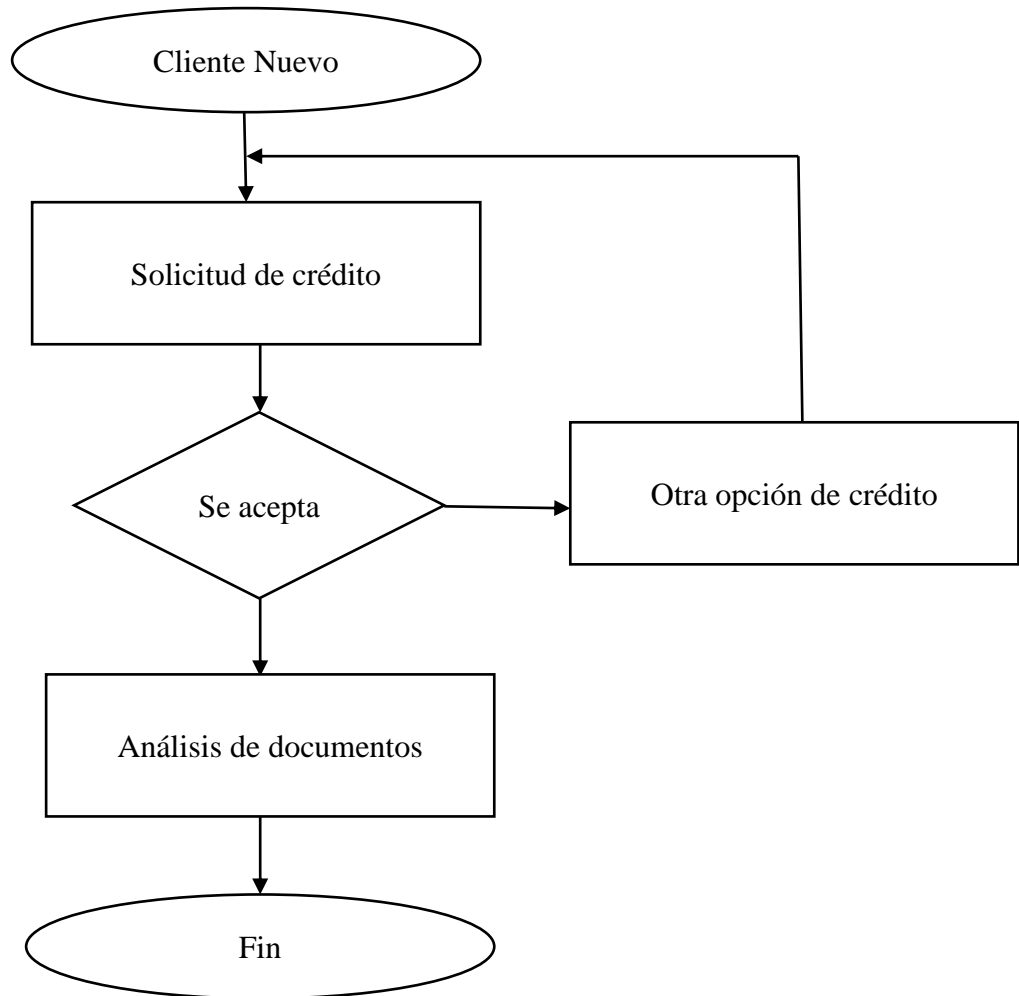 Cliente Nuevo
Solicitud de crédito
Se acepta
Otra opción de crédito
Análisis de documentos
Fin